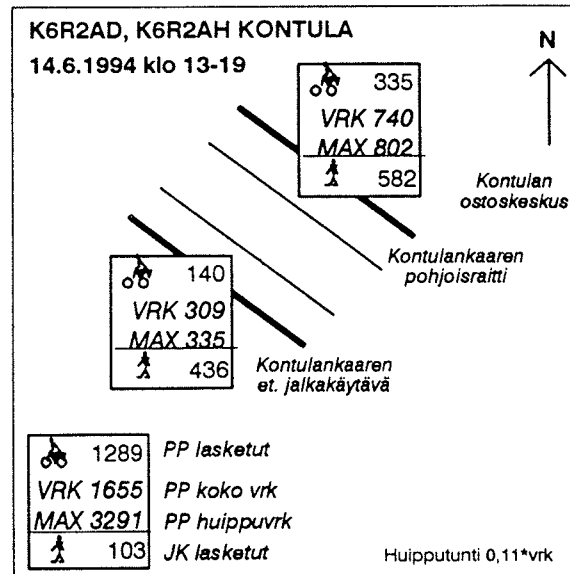 K6R2AD, K6R2AH KONTULA
14.6.1994 klo 13-19
N
335
VRK 740
MAX 802
582
Kontulan
ostoskeskus
Kontulankaaren
pohjoisraitti
140
VRK 309
MAX 335
436
Kontulankaaren
et. jalkakäytävä
1289 PP lasketut
VRK 1655 PP koko vrk
MAX 3291 PP huippuvrk
103 JK lasketut
Huipputunti 0,11*vrk